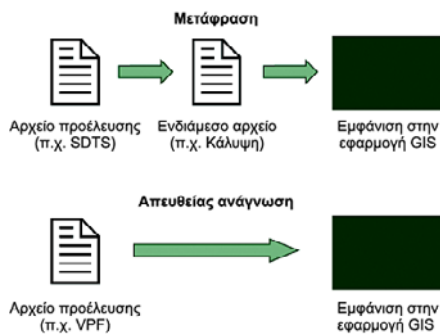 Μετάφραση
Αρχείο προέλευσης Ενδιάμεσο αρχείο Εμφάνιση στην
(π.χ. SDTS) (π.χ. Κάλυψη) εφαρμογή GIS
Απευθείας ανάγνωση
Αρχείο προέλευσης Εμφάνιση στην
(π.χ. VPF) εφαρμογή GIS